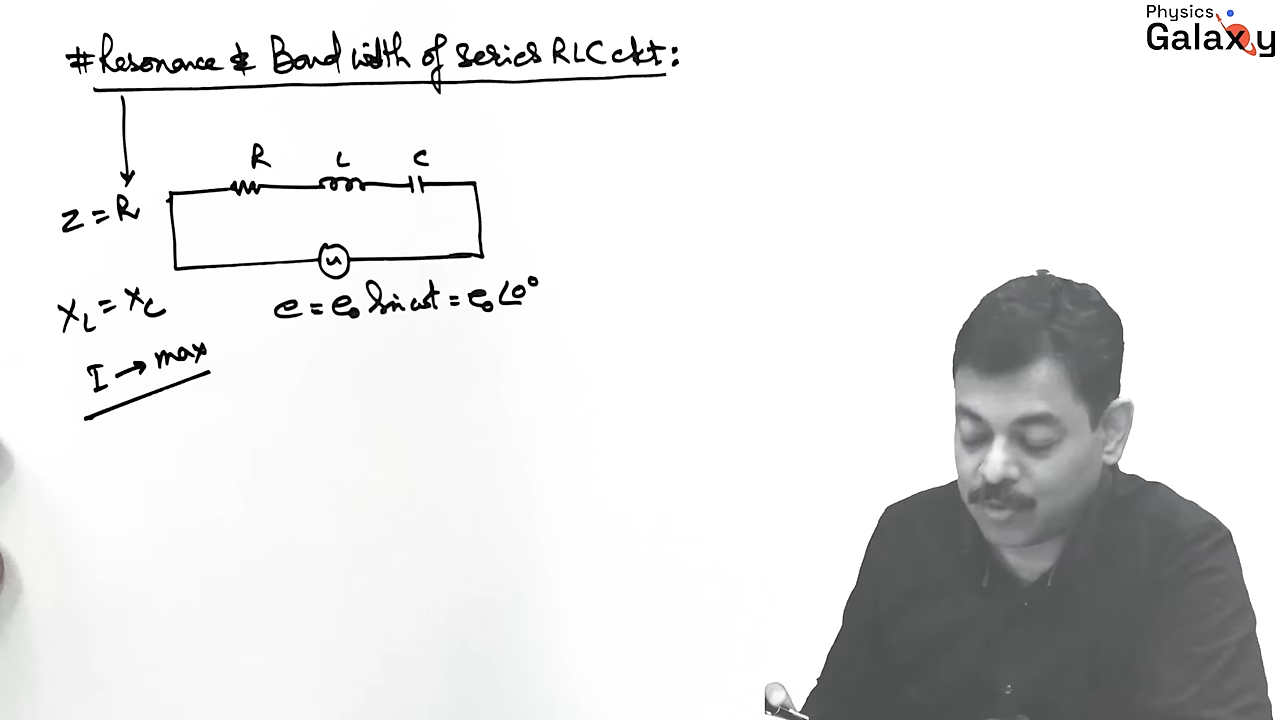 Physics
Galaxy
# Resonance & Band width of series RLC ckt:
R L C
Z = R
e = e₀ Sin ωt = e₀ ∠0°
X_L = X_C
I → max